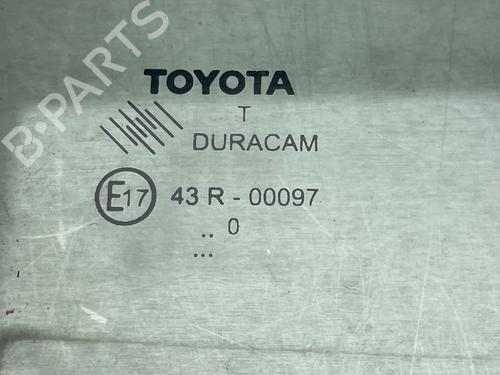 B-PARTS
TOYOTA
T
DURACAM
E17 43 R - 00097
.. 0
...